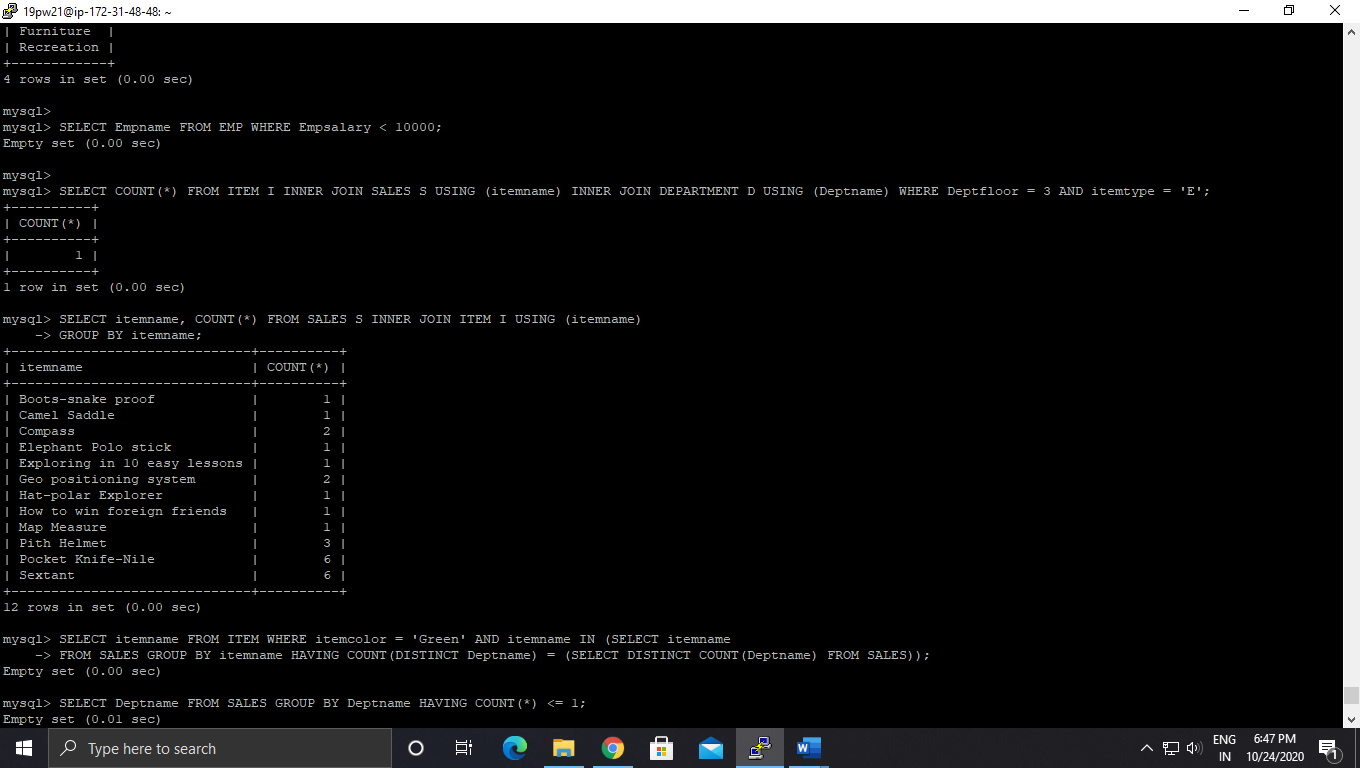 19pw21@ip-172-31-48-48: ~
| Furniture  |
| Recreation |
+------------+
4 rows in set (0.00 sec)
mysql>
mysql> SELECT Empname FROM EMP WHERE Empsalary < 10000;
Empty set (0.00 sec)
mysql>
mysql> SELECT COUNT(*) FROM ITEM I INNER JOIN SALES S USING (itemname) INNER JOIN DEPARTMENT D USING (Deptname) WHERE Deptfloor = 3 AND itemtype = 'E';
+----------+
| COUNT(*) |
+----------+
|        1 |
+----------+
1 row in set (0.00 sec)
mysql> SELECT itemname, COUNT(*) FROM SALES S INNER JOIN ITEM I USING (itemname)
    -> GROUP BY itemname;
+------------------------------+----------+
| itemname                     | COUNT(*) |
+------------------------------+----------+
| Boots-snake proof            |        1 |
| Camel Saddle                 |        1 |
| Compass                      |        2 |
| Elephant Polo stick          |        1 |
| Exploring in 10 easy lessons |        1 |
| Geo positioning system       |        2 |
| Hat-polar Explorer           |        1 |
| How to win foreign friends   |        1 |
| Map Measure                  |        1 |
| Pith Helmet                  |        3 |
| Pocket Knife-Nile            |        6 |
| Sextant                      |        6 |
+------------------------------+----------+
12 rows in set (0.00 sec)
mysql> SELECT itemname FROM ITEM WHERE itemcolor = 'Green' AND itemname IN (SELECT itemname
    -> FROM SALES GROUP BY itemname HAVING COUNT(DISTINCT Deptname) = (SELECT DISTINCT COUNT(Deptname) FROM SALES));
Empty set (0.00 sec)
mysql> SELECT Deptname FROM SALES GROUP BY Deptname HAVING COUNT(*) <= 1;
Empty set (0.01 sec)
Type here to search
W
ENG
IN
6:47 PM
10/24/2020
1